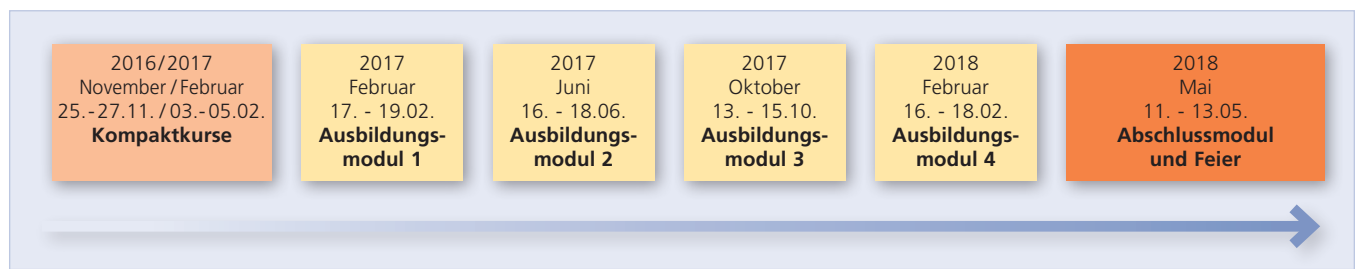 2016/2017
November / Februar
25.-27.11. / 03.-05.02.
Kompaktkurse
2017
Februar
17. - 19.02.
Ausbildungs-
modul 1
2017
Juni
16. - 18.06.
Ausbildungs-
modul 2
2017
Oktober
13. - 15.10.
Ausbildungs-
modul 3
2018
Februar
16. - 18.02.
Ausbildungs-
modul 4
2018
Mai
11. - 13.05.
Abschlussmodul
und Feier